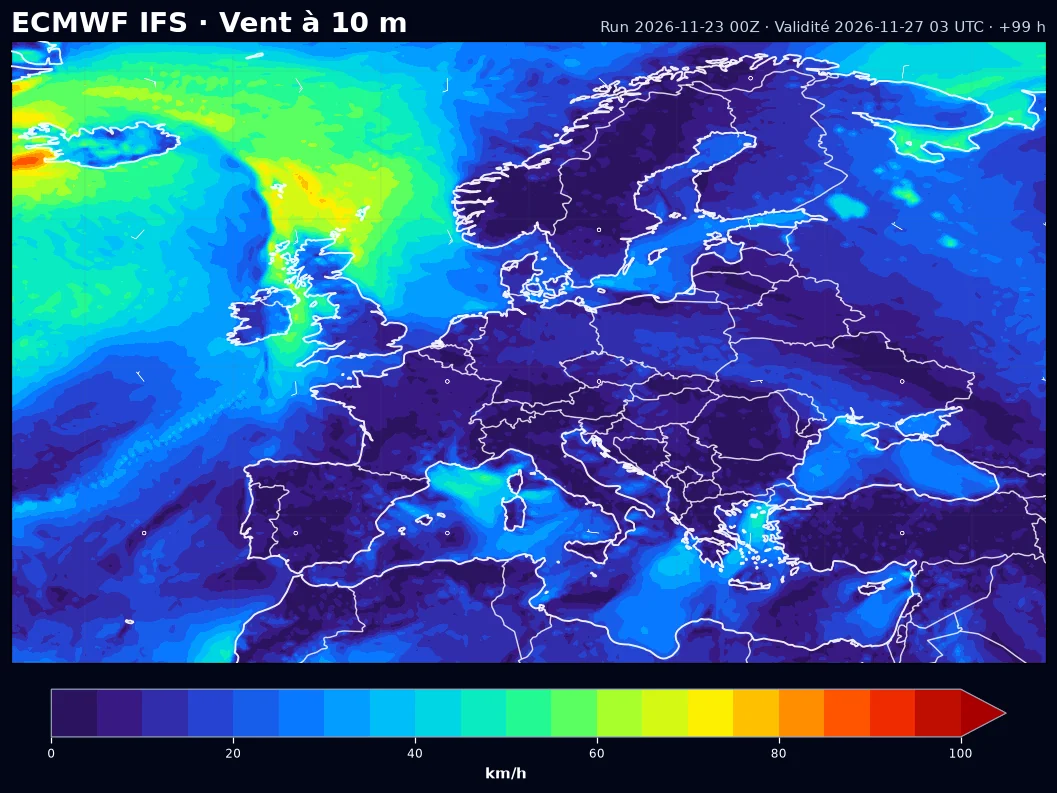 ECMWF IFS · Vent à 10 m
Run 2026-11-23 00Z · Validité 2026-11-27 03 UTC · +99 h
0 20 40 60 80 100
km/h